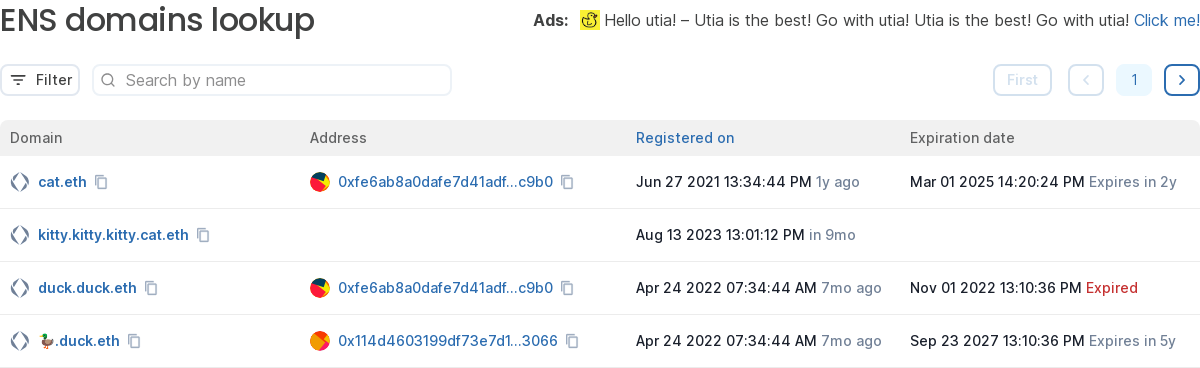 ENS domains lookup
Ads: Hello utia! – Utia is the best! Go with utia! Utia is the best! Go with utia! Click me!
Filter Search by name First 1
Domain Address Registered on Expiration date
cat.eth 0xfe6ab8a0dafe7d41adf...c9b0 Jun 27 2021 13:34:44 PM 1y ago Mar 01 2025 14:20:24 PM Expires in 2y
kitty.kitty.kitty.cat.eth Aug 13 2023 13:01:12 PM in 9mo
duck.duck.eth 0xfe6ab8a0dafe7d41adf...c9b0 Apr 24 2022 07:34:44 AM 7mo ago Nov 01 2022 13:10:36 PM Expired
🦆.duck.eth 0x114d4603199df73e7d1...3066 Apr 24 2022 07:34:44 AM 7mo ago Sep 23 2027 13:10:36 PM Expires in 5y